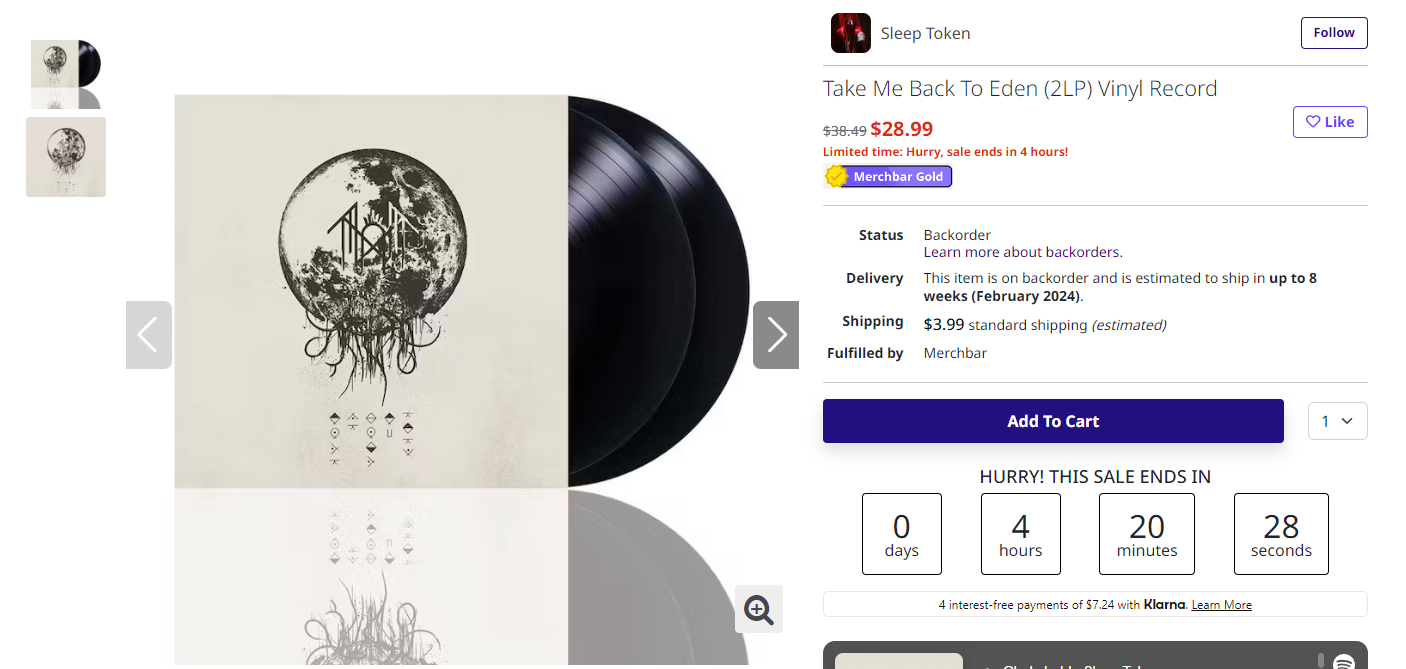 Sleep Token
Follow
Take Me Back To Eden (2LP) Vinyl Record
$38.49 $28.99
Like
Limited time: Hurry, sale ends in 4 hours!
Merchbar Gold
Status
Backorder
Learn more about backorders.
Delivery
This item is on backorder and is estimated to ship in up to 8
weeks (February 2024).
Shipping
$3.99 standard shipping (estimated)
Fulfilled by
Merchbar
Add To Cart
1
HURRY! THIS SALE ENDS IN
0 4 20 28
days hours minutes seconds
4 interest-free payments of $7.24 with Klarna. Learn More